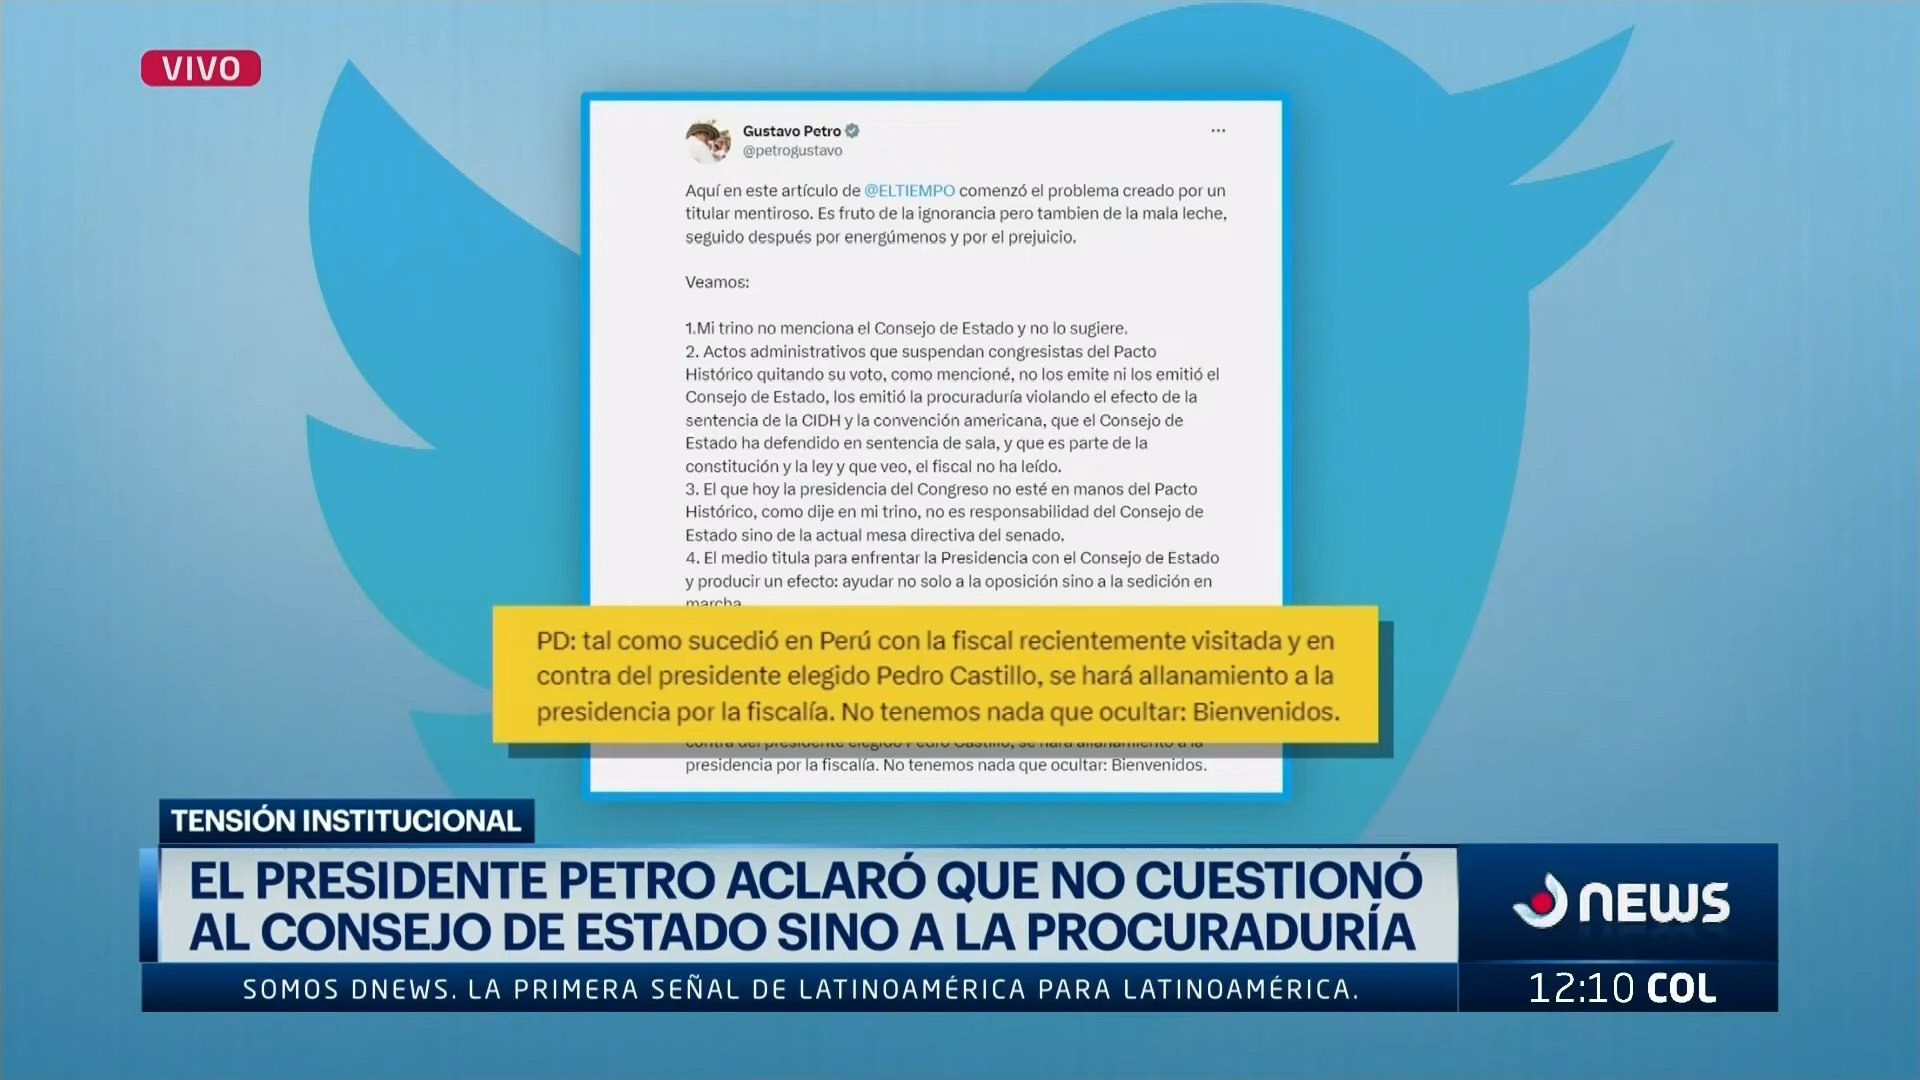 VIVO
Gustavo Petro
@petrogustavo
Aquí en este artículo de @ELTIEMPO comenzó el problema creado por un
titular mentiroso. Es fruto de la ignorancia pero tambien de la mala leche,
seguido después por energúmenos y por el prejuicio.
Veamos:
1.Mi trino no menciona el Consejo de Estado y no lo sugiere.
2. Actos administrativos que suspendan congresistas del Pacto
Histórico quitando su voto, como mencioné, no los emite ni los emitió el
Consejo de Estado, los emitió la procuraduría violando el efecto de la
sentencia de la CIDH y la convención americana, que el Consejo de
Estado ha defendido en sentencia de sala, y que es parte de la
constitución y la ley y que veo, el fiscal no ha leído.
3. El que hoy la presidencia del Congreso no esté en manos del Pacto
Histórico, como dije en mi trino, no es responsabilidad del Consejo de
Estado sino de la actual mesa directiva del senado.
4. El medio titula para enfrentar la Presidencia con el Consejo de Estado
y producir un efecto: ayudar no solo a la oposición sino a la sedición en
marcha
PD: tal como sucedió en Perú con la fiscal recientemente visitada y en
contra del presidente elegido Pedro Castillo, se hará allanamiento a la
presidencia por la fiscalía. No tenemos nada que ocultar: Bienvenidos.
contra del presidente elegido Pedro Castillo, se hará allanamiento a la
presidencia por la fiscalía. No tenemos nada que ocultar: Bienvenidos.
TENSIÓN INSTITUCIONAL
EL PRESIDENTE PETRO ACLARÓ QUE NO CUESTIONÓ
AL CONSEJO DE ESTADO SINO A LA PROCURADURÍA
NEWS
SOMOS DNEWS. LA PRIMERA SEÑAL DE LATINOAMÉRICA PARA LATINOAMÉRICA.
12:10 COL